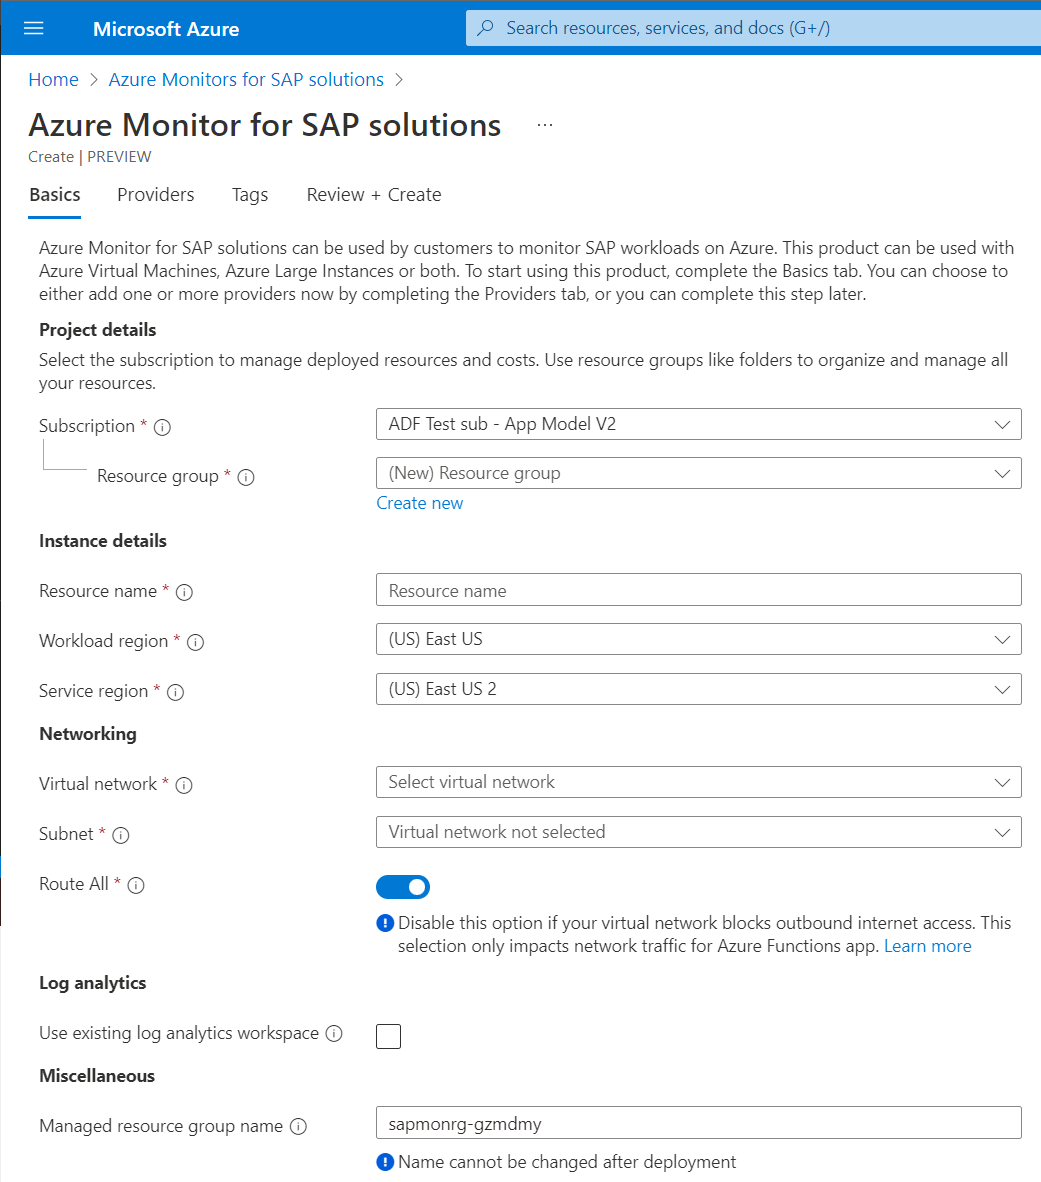 Microsoft Azure
Search resources, services, and docs (G+/)
Home > Azure Monitors for SAP solutions >
Azure Monitor for SAP solutions ...
Create | PREVIEW
Basics Providers Tags Review + Create
Azure Monitor for SAP solutions can be used by customers to monitor SAP workloads on Azure. This product can be used with
Azure Virtual Machines, Azure Large Instances or both. To start using this product, complete the Basics tab. You can choose to
either add one or more providers now by completing the Providers tab, or you can complete this step later.
Project details
Select the subscription to manage deployed resources and costs. Use resource groups like folders to organize and manage all
your resources.
Subscription * ADF Test sub - App Model V2
Resource group * (New) Resource group
Create new
Instance details
Resource name * Resource name
Workload region * (US) East US
Service region * (US) East US 2
Networking
Virtual network * Select virtual network
Subnet * Virtual network not selected
Route All *
Disable this option if your virtual network blocks outbound internet access. This
selection only impacts network traffic for Azure Functions app. Learn more
Log analytics
Use existing log analytics workspace
Miscellaneous
Managed resource group name sapmonrg-gzmdmy
Name cannot be changed after deployment